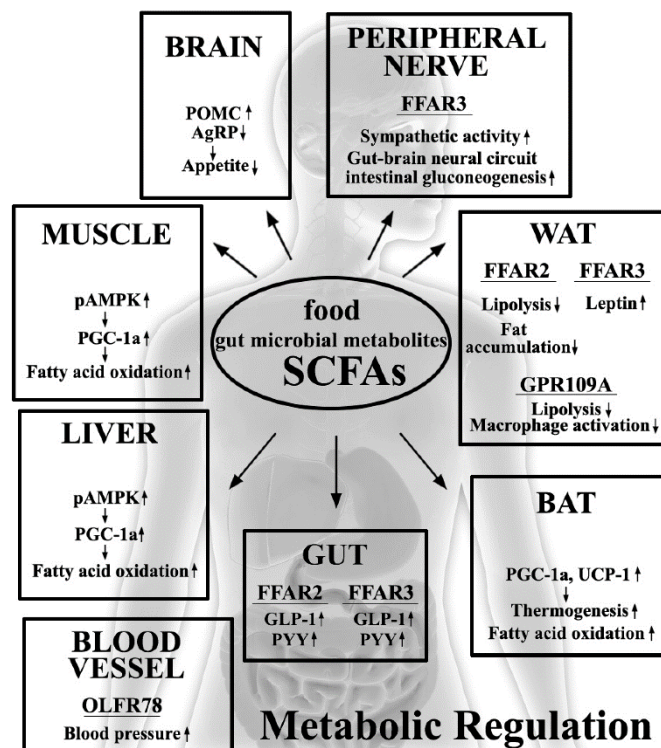 BRAIN
POMC↑
AgRP↓
↓
Appetite↓
PERIPHERAL
NERVE
FFAR3
Sympathetic activity↑
Gut-brain neural circuit
intestinal gluconeogenesis↑
MUSCLE
pAMPK↑
↓
PGC-1a↑
↓
Fatty acid oxidation↑
food
gut microbial metabolites
SCFAs
WAT
FFAR2 FFAR3
Lipolysis↓ Leptin↑
Fat
accumulation↓
GPR109A
Lipolysis↓
Macrophage activation↓
LIVER
pAMPK↑
↓
PGC-1a↑
↓
Fatty acid oxidation↑
GUT
FFAR2 FFAR3
GLP-1↑ GLP-1↑
PYY↑ PYY↑
BAT
PGC-1a, UCP-1↑
↓
Thermogenesis↑
Fatty acid oxidation↑
BLOOD
VESSEL
OLFR78
Blood pressure↑
Metabolic Regulation